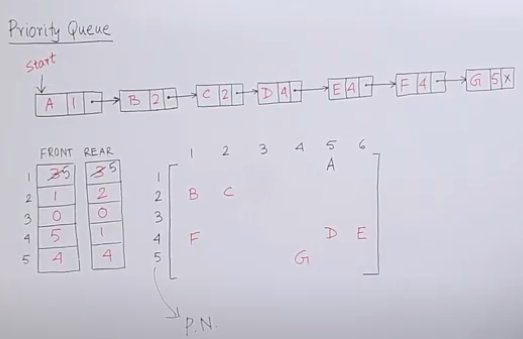 Priority Queue
Start
A 1 B 2 C 2 D 4 E 4 F 4 G 5 X
FRONT REAR 1 2 3 4 5 6
1 5 5 1 A
2 1 2 2 B C
3 0 0 3
4 5 1 4 F D E
5 4 4 5 G
P.N.